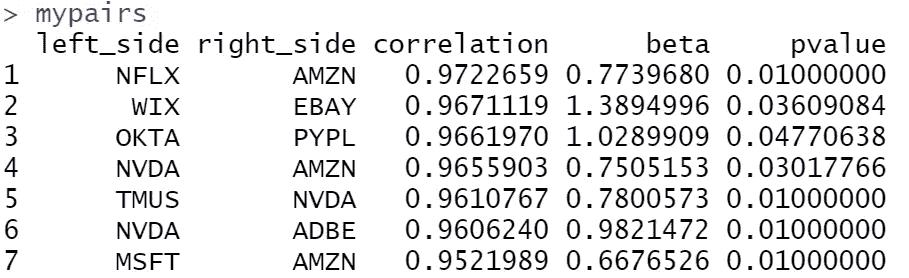 > mypairs
left_side right_side correlation beta pvalue
1 NFLX AMZN 0.9722659 0.7739680 0.01000000
2 WIX EBAY 0.9671119 1.3894996 0.03609084
3 OKTA PYPL 0.9661970 1.0289909 0.04770638
4 NVDA AMZN 0.9655903 0.7505153 0.03017766
5 TMUS NVDA 0.9610767 0.7800573 0.01000000
6 NVDA ADBE 0.9606240 0.9821472 0.01000000
7 MSFT AMZN 0.9521989 0.6676526 0.01000000